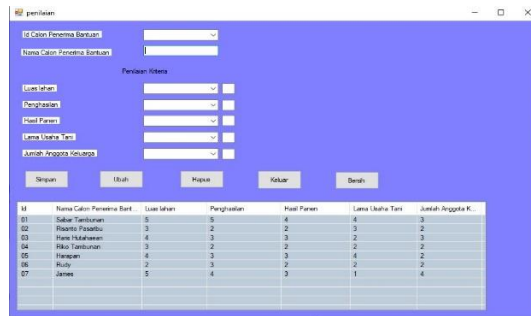 penilaian
Id Calon Penerima Bantuan
Nama Calon Penerima Bantuan
Penilaian Kriteria
Luas lahan
Penghasilan
Hasil Panen
Lama Usaha Tani
Jumlah Anggota Keluarga
Simpan Ubah Hapus Keluar Bersih
Id Nama Calon Penerima Bant... Luas lahan Penghasilan Hasil Panen Lama Usaha Tani Jumlah Anggota K...
01 Sabar Tambunan 5 5 4 4 3
02 Risanto Pasaribu 3 2 2 3 2
03 Haris Hutahaean 4 3 3 2 3
04 Riko Tambunan 3 2 2 2 2
05 Harapan 4 3 3 4 2
06 Rudy 2 3 2 2 2
07 James 5 4 3 1 4